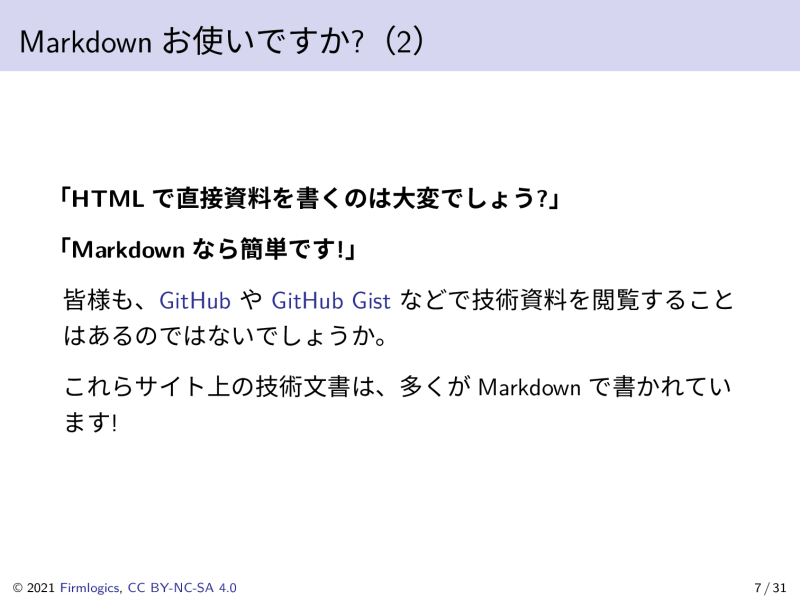 Markdown お使いですか?（2）
「HTML で直接資料を書くのは大変でしょう?」
「Markdown なら簡単です!」
皆様も、GitHub や GitHub Gist などで技術資料を閲覧すること
はあるのではないでしょうか。
これらサイト上の技術文書は、多くが Markdown で書かれてい
ます!
© 2021 Firmlogics, CC BY-NC-SA 4.0
7 / 31